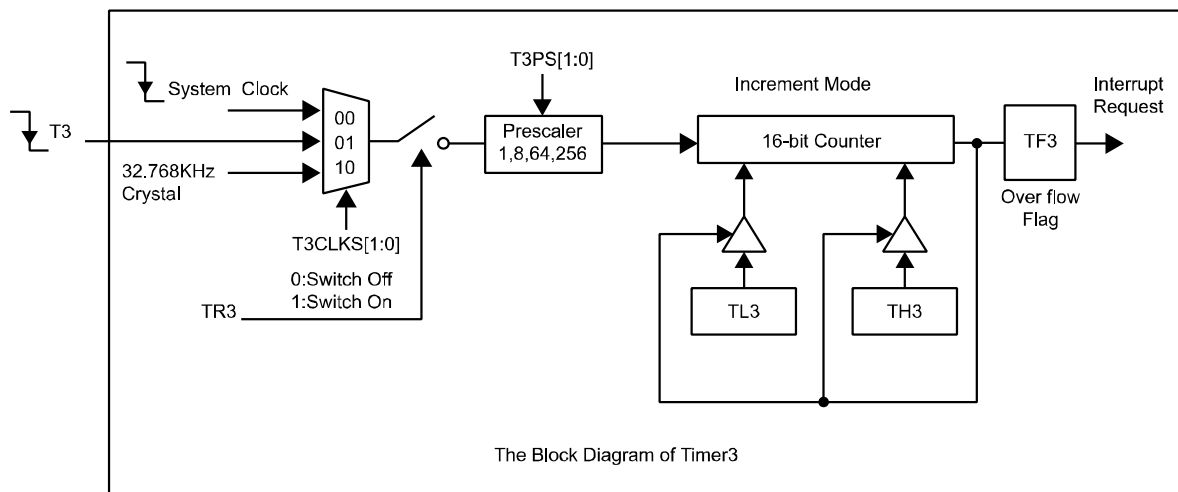 T3PS[1:0]
Increment Mode
Interrupt
Request
System Clock
T3
00
01
10
Prescaler
1,8,64,256
16-bit Counter
TF3
32.768KHz
Crystal
Over flow
Flag
T3CLKS[1:0]
0:Switch Off
1:Switch On
TR3
TL3
TH3
The Block Diagram of Timer3